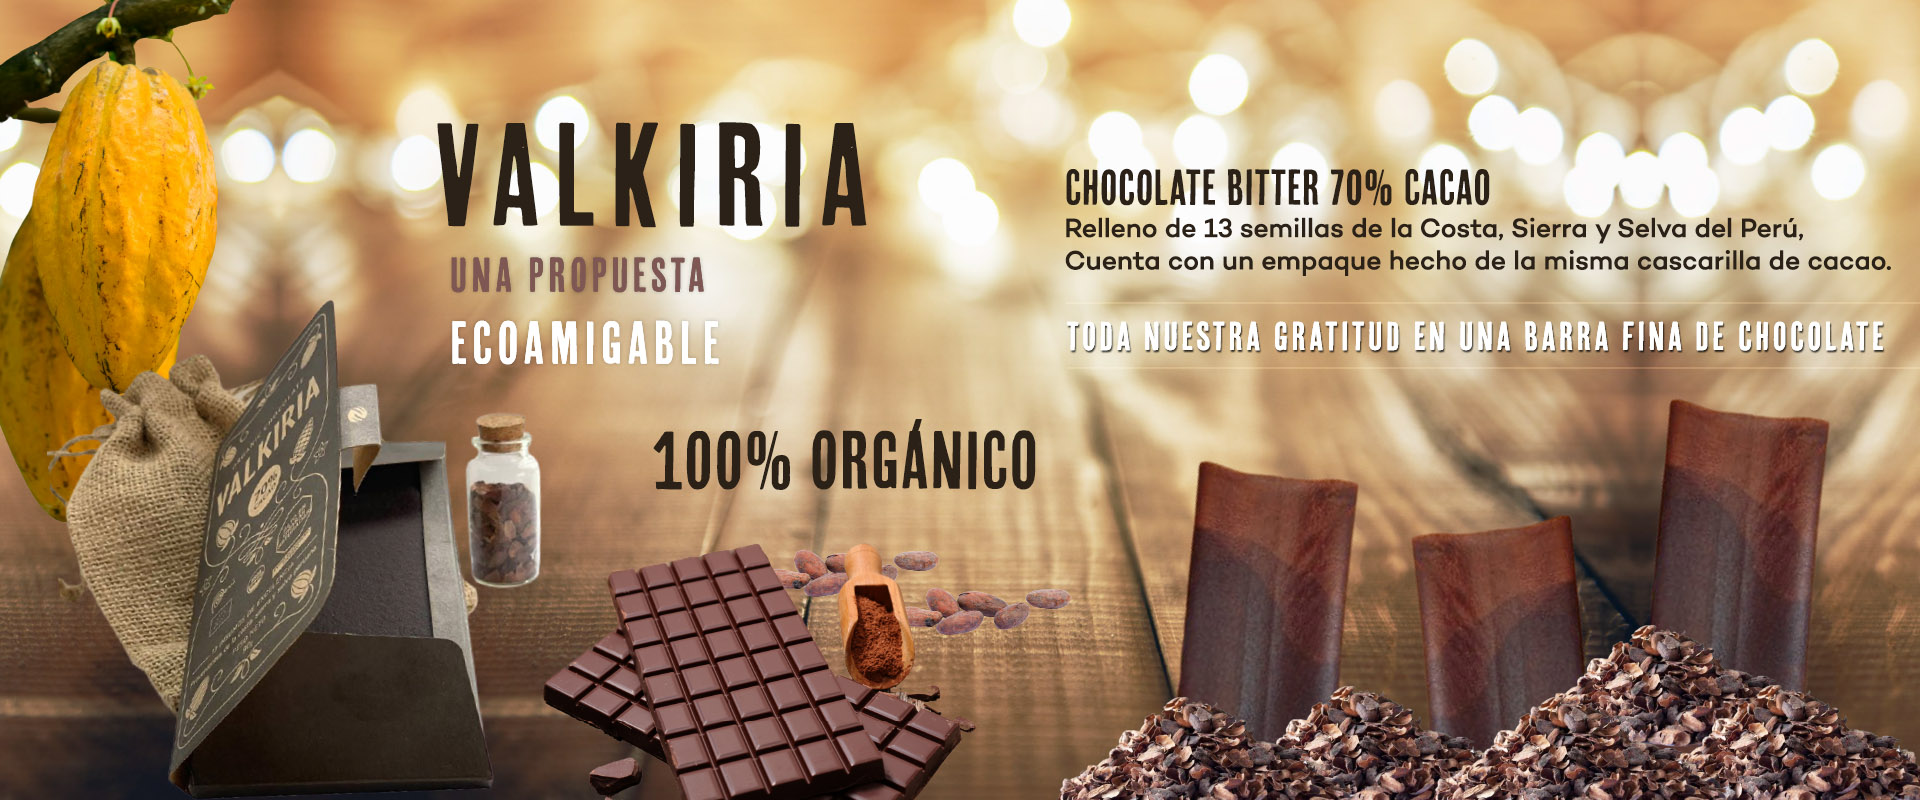 VALKIRIA
UNA PROPUESTA
ECOAMIGABLE
100% ORGÁNICO
CHOCOLATE BITTER 70% CACAO
Relleno de 13 semillas de la Costa, Sierra y Selva del Perú,
Cuenta con un empaque hecho de la misma cascarilla de cacao.
TODA NUESTRA GRATITUD EN UNA BARRA FINA DE CHOCOLATE
VALKIRIA
70%